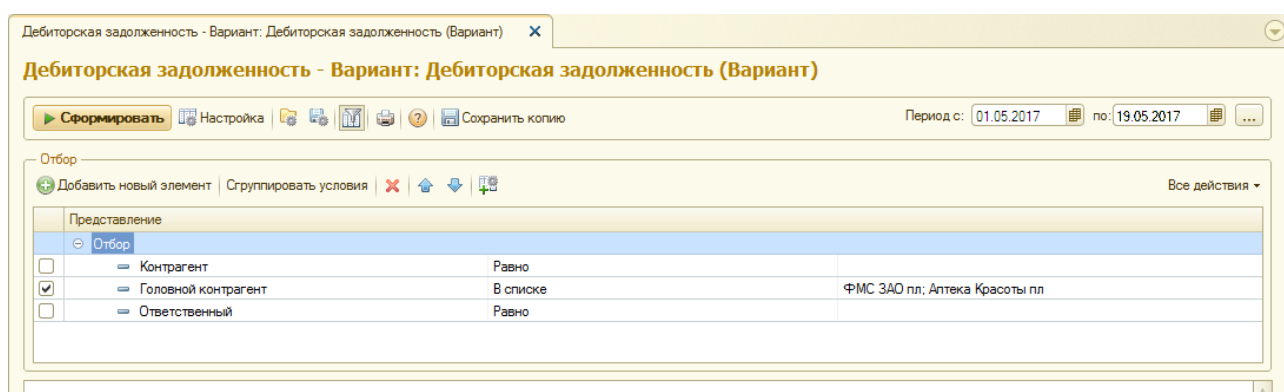 Дебиторская задолженность - Вариант: Дебиторская задолженность (Вариант)
Дебиторская задолженность - Вариант: Дебиторская задолженность (Вариант)
Сформировать Настройка Сохранить копию Период с: 01.05.2017 по: 19.05.2017 ...
Отбор
Добавить новый элемент Сгруппировать условия Все действия
Представление
Отбор
Контрагент Равно
Головной контрагент В списке ФМС ЗАО пл; Аптека Красоты пл
Ответственный Равно